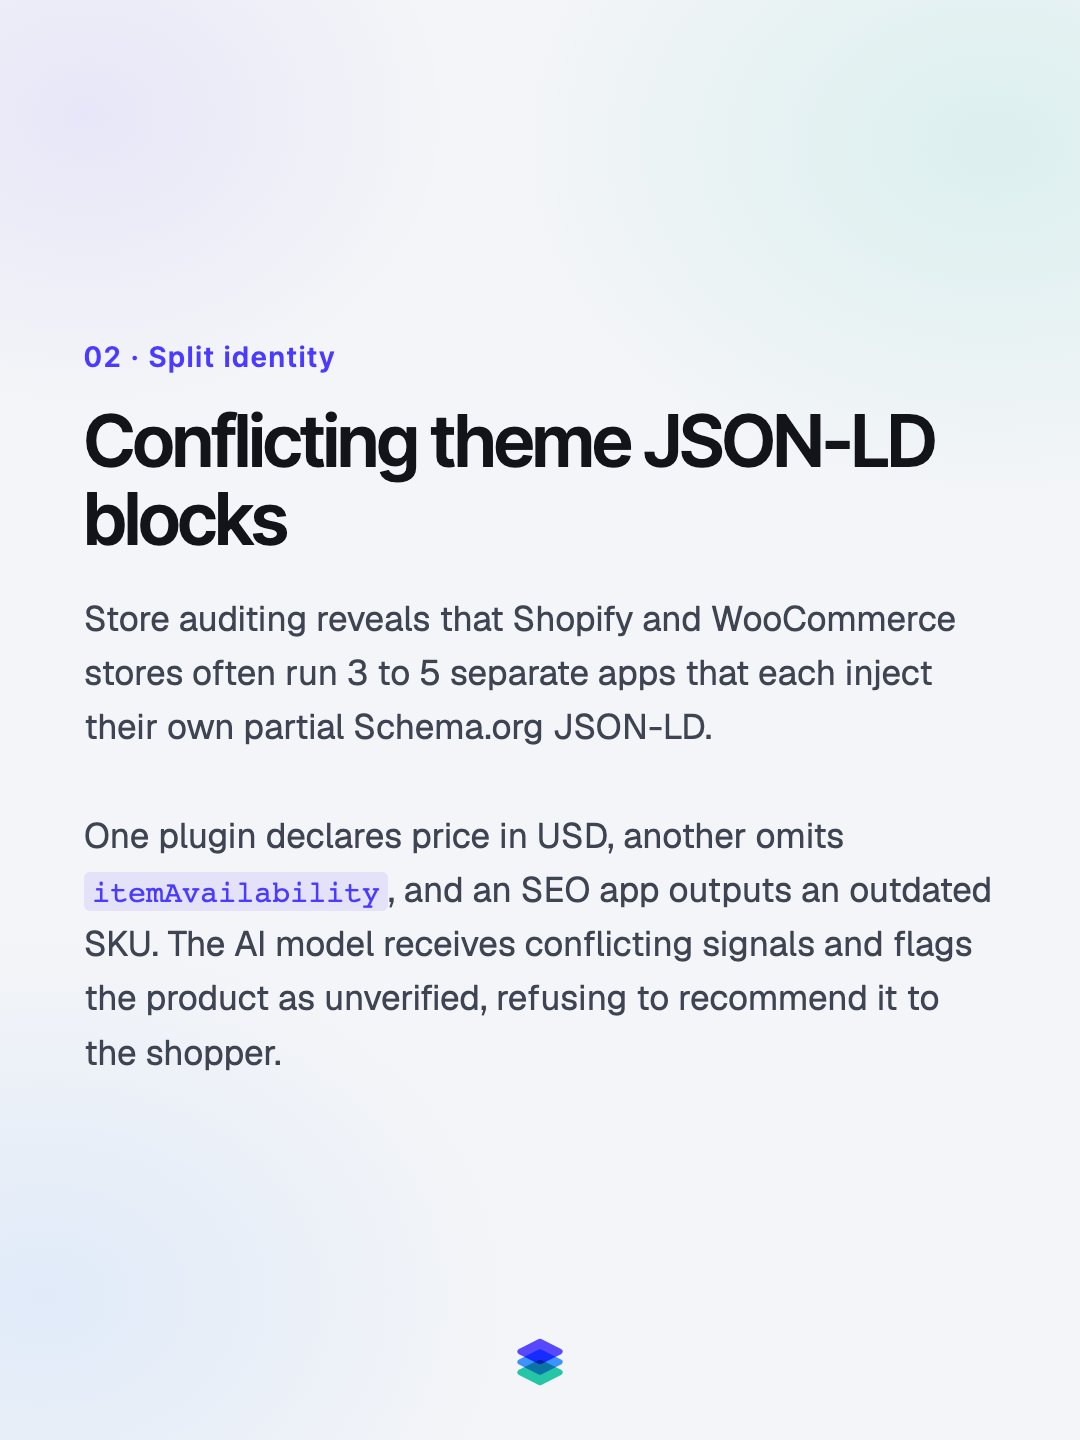 02 · Split identity
Conflicting theme JSON-LD
blocks
Store auditing reveals that Shopify and WooCommerce
stores often run 3 to 5 separate apps that each inject
their own partial Schema.org JSON-LD.
One plugin declares price in USD, another omits
itemAvailability, and an SEO app outputs an outdated
SKU. The AI model receives conflicting signals and flags
the product as unverified, refusing to recommend it to
the shopper.